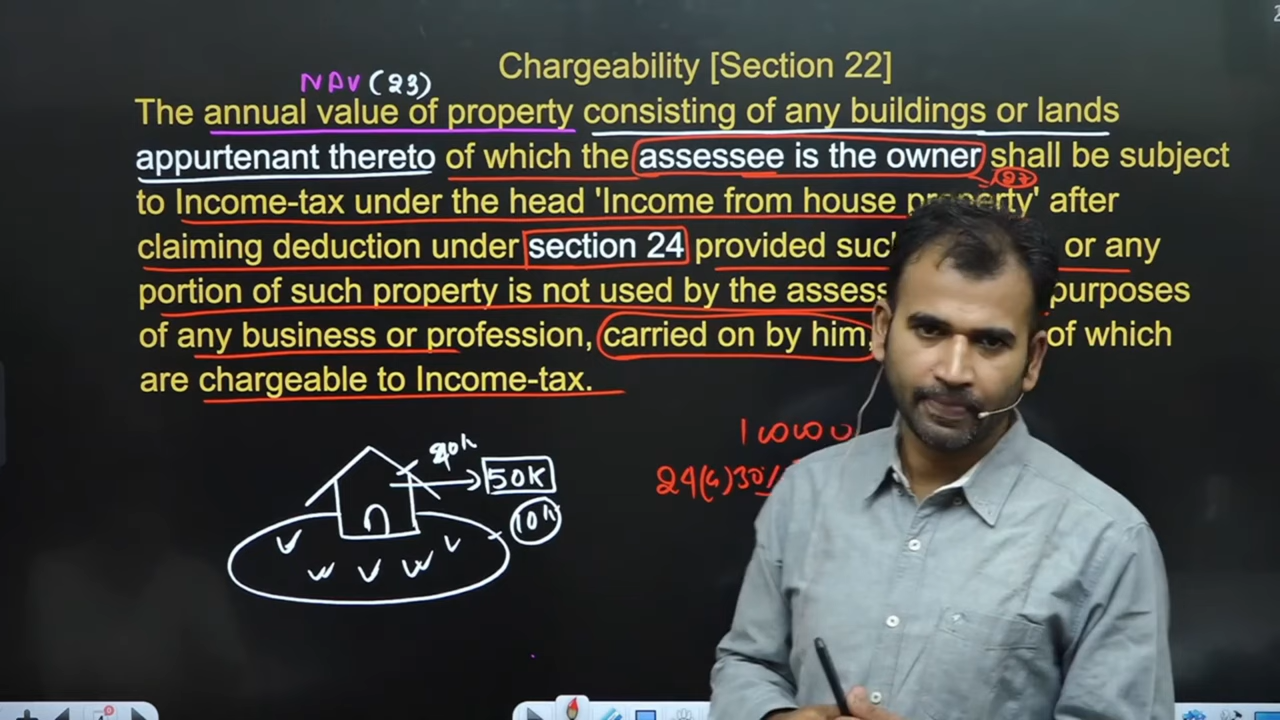 Chargeability [Section 22]
NAV (23)
The annual value of property consisting of any buildings or lands
appurtenant thereto of which the assessee is the owner shall be subject
to Income-tax under the head 'Income from house property' after
claiming deduction under section 24 provided such or any
portion of such property is not used by the assess purposes
of any business or profession, carried on by him, of which
are chargeable to Income-tax.
50K
10K
24(a) 30%